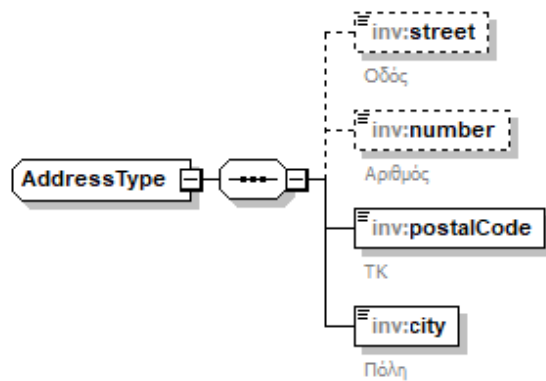 inv:street
Οδός
inv:number
Αριθμός
AddressType
inv:postalCode
ΤΚ
inv:city
Πόλη